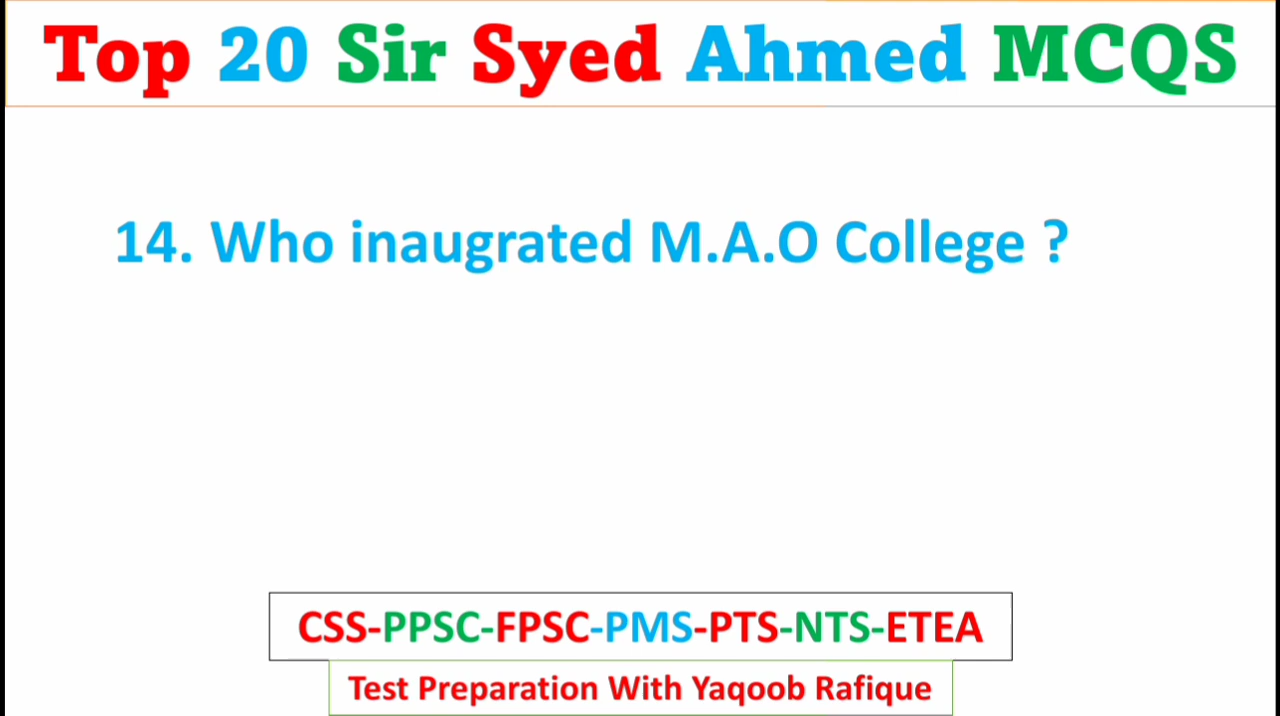 Top 20 Sir Syed Ahmed MCQS
14. Who inaugrated M.A.O College ?
CSS-PPSC-FPSC-PMS-PTS-NTS-ETEA
Test Preparation With Yaqoob Rafique